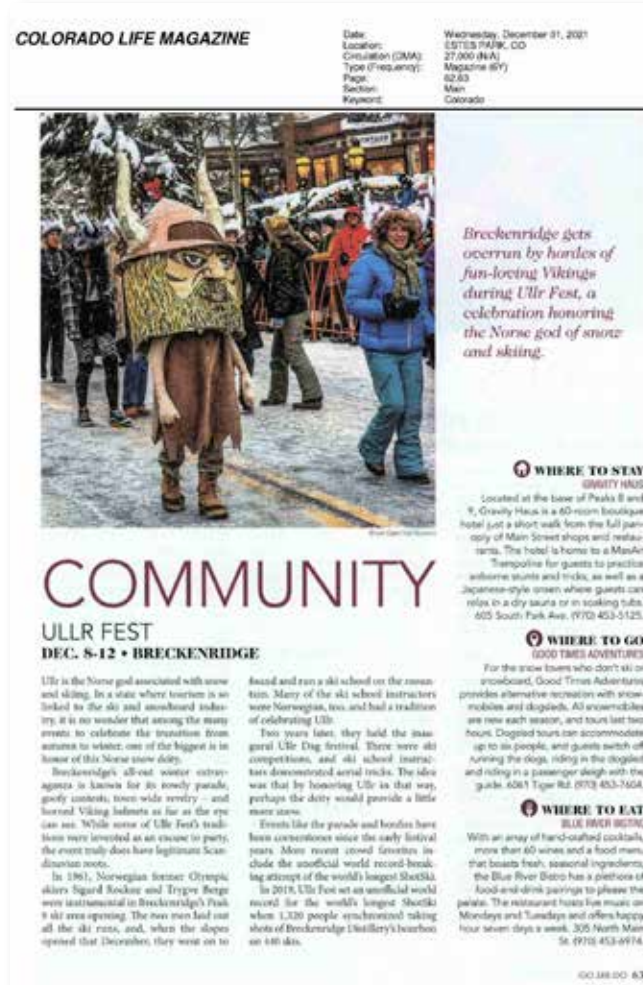 COLORADO LIFE MAGAZINE
Date: Wednesday, December 01, 2021
Location: ESTES PARK, CO
Circulation (DMA): 27,000 (N/A)
Type (Frequency): Magazine (6Y)
Page: 62,63
Section: Main
Keyword: Colorado
Breckenridge gets
overrun by hordes of
fun-loving Vikings
during Ullr Fest, a
celebration honoring
the Norse god of snow
and skiing.
COMMUNITY
ULLR FEST
DEC. 8-12 • BRECKENRIDGE
Ullr is the Norse god associated with snow
and skiing. In a state where tourism is so
linked to the ski and snowboard indus-
try, it is no wonder that among the many
events to celebrate the transition from
autumn to winter, one of the biggest is in
honor of this Norse snow deity.
Breckenridge's all-out winter extrav-
aganza is known for its rowdy parade,
goofy contests, town-wide revelry – and
horned Viking helmets as far as the eye
can see. While some of Ullr Fest's tradi-
tions were invented as an excuse to party,
the event truly does have legitimate Scan-
dinavian roots.
In 1961, Norwegian former Olympic
skiers Sigurd Rockne and Trygve Berge
were instrumental in Breckenridge's Peak
8 ski area opening. The two men laid out
all the ski runs, and, when the slopes
opened that December, they went on to
found and run a ski school on the moun-
tain. Many of the ski school instructors
were Norwegian, too, and had a tradition
of celebrating Ullr.
Two years later, they held the inau-
gural Ullr Dag festival. There were ski
competitions, and ski school instruc-
tors demonstrated aerial tricks. The idea
was that by honoring Ullr in that way,
perhaps the deity would provide a little
more snow.
Events like the parade and bonfire have
been cornerstones since the early festival
years. More recent crowd favorites in-
clude the unofficial world record-break-
ing attempt of the world's longest ShotSki.
In 2019, Ullr Fest set an unofficial world
record for the world's longest ShotSki
when 1,320 people synchronized taking
shots of Breckenridge Distillery's bourbon
on 440 skis.
WHERE TO STAY
GRAVITY HAUS
Located at the base of Peaks 8 and
9, Gravity Haus is a 60-room boutique
hotel just a short walk from the full pan-
oply of Main Street shops and restau-
rants. The hotel is home to a MaxAir
Trampoline for guests to practice
airborne stunts and tricks, as well as a
Japanese-style onsen where guests can
relax in a dry sauna or in soaking tubs.
605 South Park Ave. (970) 453-5125.
WHERE TO GO
GOOD TIMES ADVENTURES
For the snow lovers who don't ski or
snowboard, Good Times Adventures
provides alternative recreation with snow-
mobiles and dogsleds. All snowmobiles
are new each season, and tours last two
hours. Dogsled tours can accommodate
up to six people, and guests switch off
running the dogs, riding in the dogsled
and riding in a passenger sleigh with the
guide. 6061 Tiger Rd. (970) 453-7604.
WHERE TO EAT
BLUE RIVER BISTRO
With an array of hand-crafted cocktails,
more than 60 wines and a food menu
that boasts fresh, seasonal ingredients,
the Blue River Bistro has a plethora of
food-and-drink pairings to please the
palate. The restaurant hosts live music on
Mondays and Tuesdays and offers happy
hour seven days a week. 305 North Main
St. (970) 453-6974.
GO.SEE.DO 63